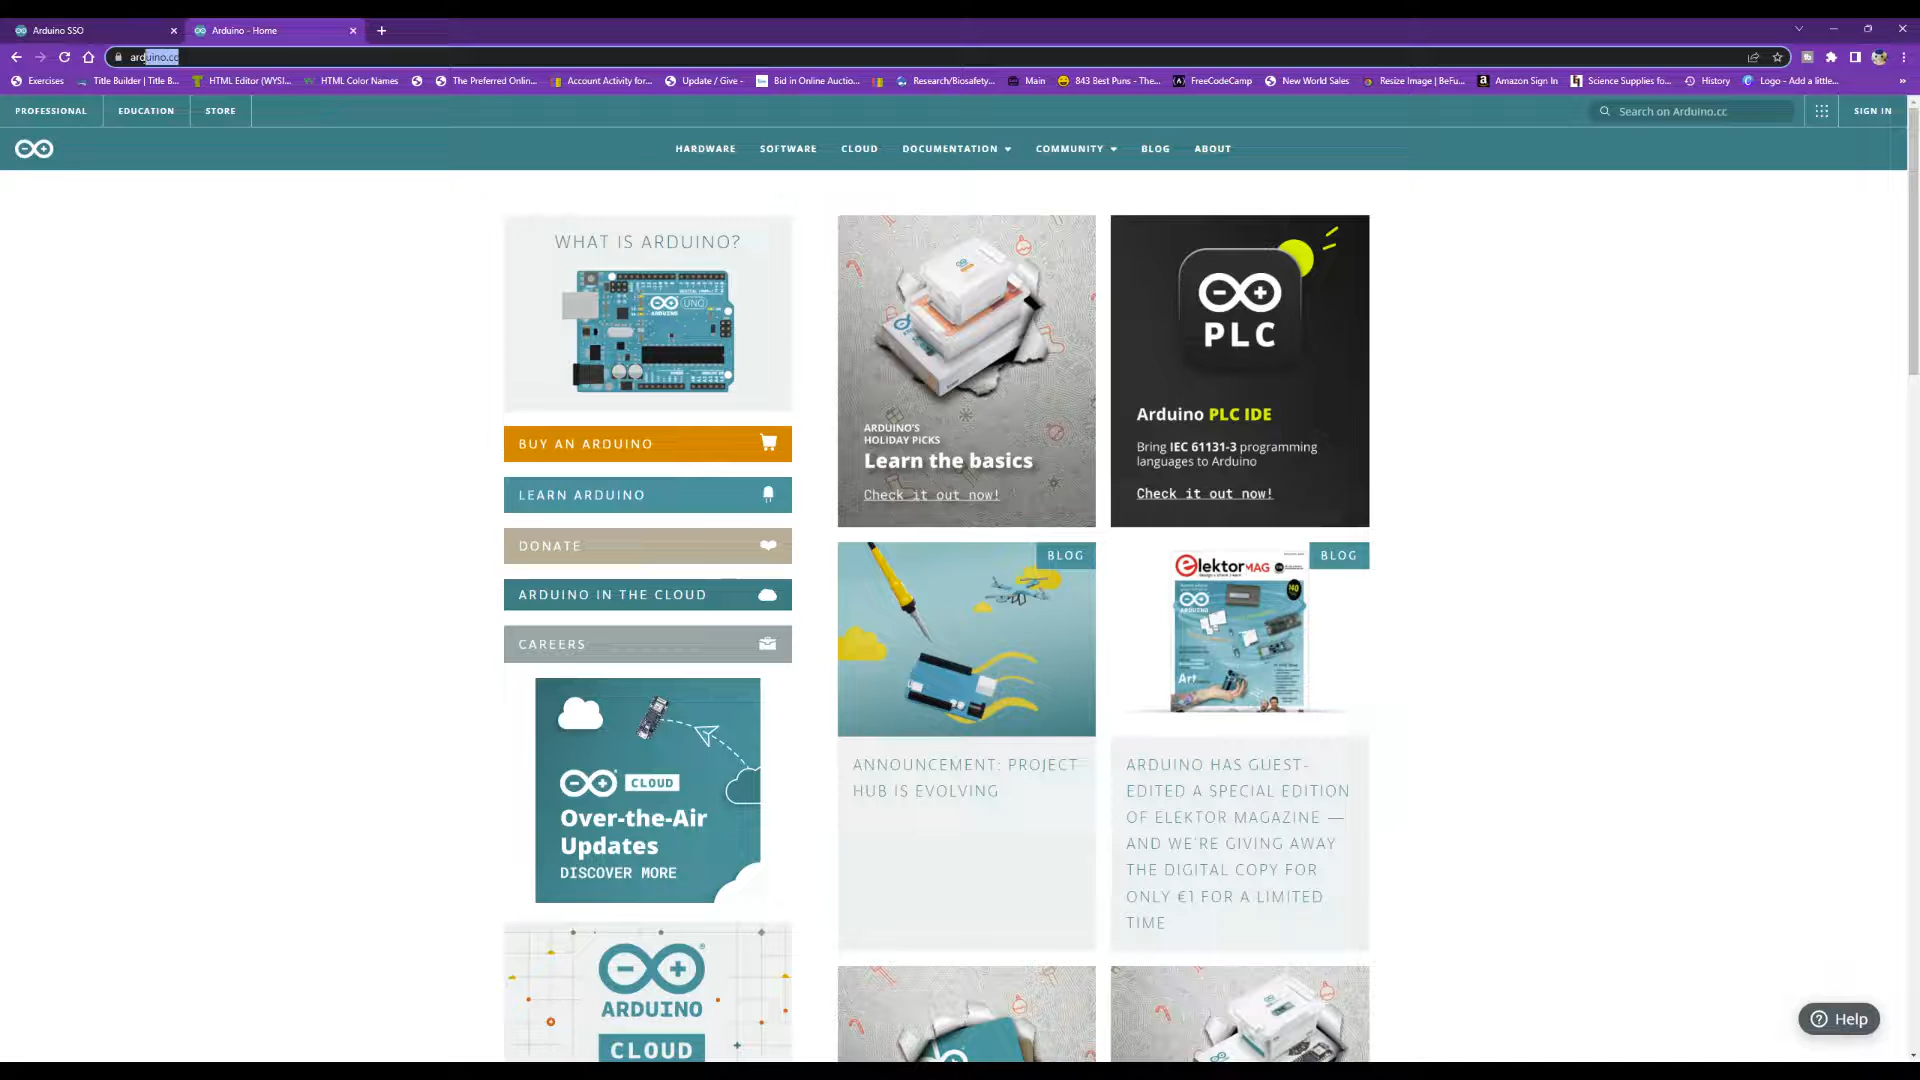 Arduino SSO
Arduino - Home
arduino.cc
Exercises
Title Builder | Title B...
HTML Editor (WYSI...
HTML Color Names
The Preferred Onlin...
Account Activity for...
Update / Give -
Bid in Online Auctio...
Research/Biosafety...
Main
843 Best Puns - The...
FreeCodeCamp
New World Sales
Resize Image | BeFu...
Amazon Sign In
Science Supplies fo...
History
Logo - Add a little...
PROFESSIONAL
EDUCATION
STORE
Search on Arduino.cc
SIGN IN
HARDWARE
SOFTWARE
CLOUD
DOCUMENTATION
COMMUNITY
BLOG
ABOUT
WHAT IS ARDUINO?
UNO
ARDUINO
BUY AN ARDUINO
LEARN ARDUINO
DONATE
ARDUINO IN THE CLOUD
CAREERS
CLOUD
Over-the-Air
Updates
DISCOVER MORE
ARDUINO
CLOUD
ARDUINO'S
HOLIDAY PICKS
Learn the basics
Check it out now!
PLC
Arduino PLC IDE
Bring IEC 61131-3 programming
languages to Arduino
Check it out now!
BLOG
ANNOUNCEMENT: PROJECT
HUB IS EVOLVING
BLOG
elektorMAG
ARDUINO HAS GUEST-
EDITED A SPECIAL EDITION
OF ELEKTOR MAGAZINE —
AND WE'RE GIVING AWAY
THE DIGITAL COPY FOR
ONLY €1 FOR A LIMITED
TIME
Help